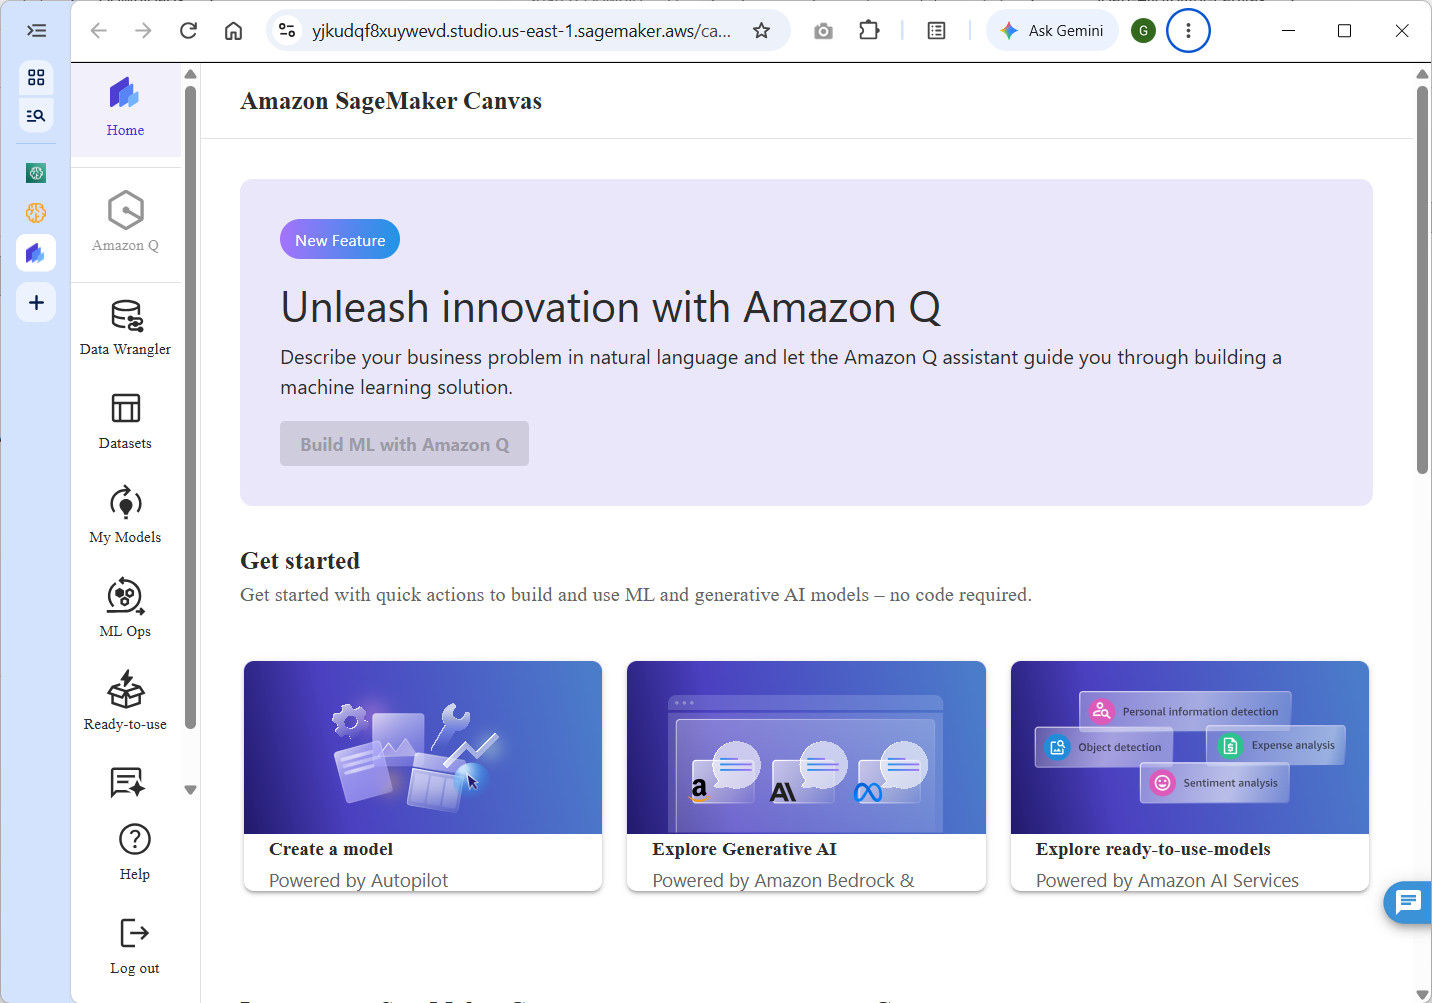 yjkudqf8xuywevd.studio.us-east-1.sagemaker.aws/ca...
Ask Gemini
G
Home
Amazon Q
Data Wrangler
Datasets
My Models
ML Ops
Ready-to-use
Help
Log out
Amazon SageMaker Canvas
New Feature
Unleash innovation with Amazon Q
Describe your business problem in natural language and let the Amazon Q assistant guide you through building a
machine learning solution.
Build ML with Amazon Q
Get started
Get started with quick actions to build and use ML and generative AI models – no code required.
Create a model
Powered by Autopilot
Explore Generative AI
Powered by Amazon Bedrock &
Personal information detection
Object detection
Expense analysis
Sentiment analysis
Explore ready-to-use-models
Powered by Amazon AI Services